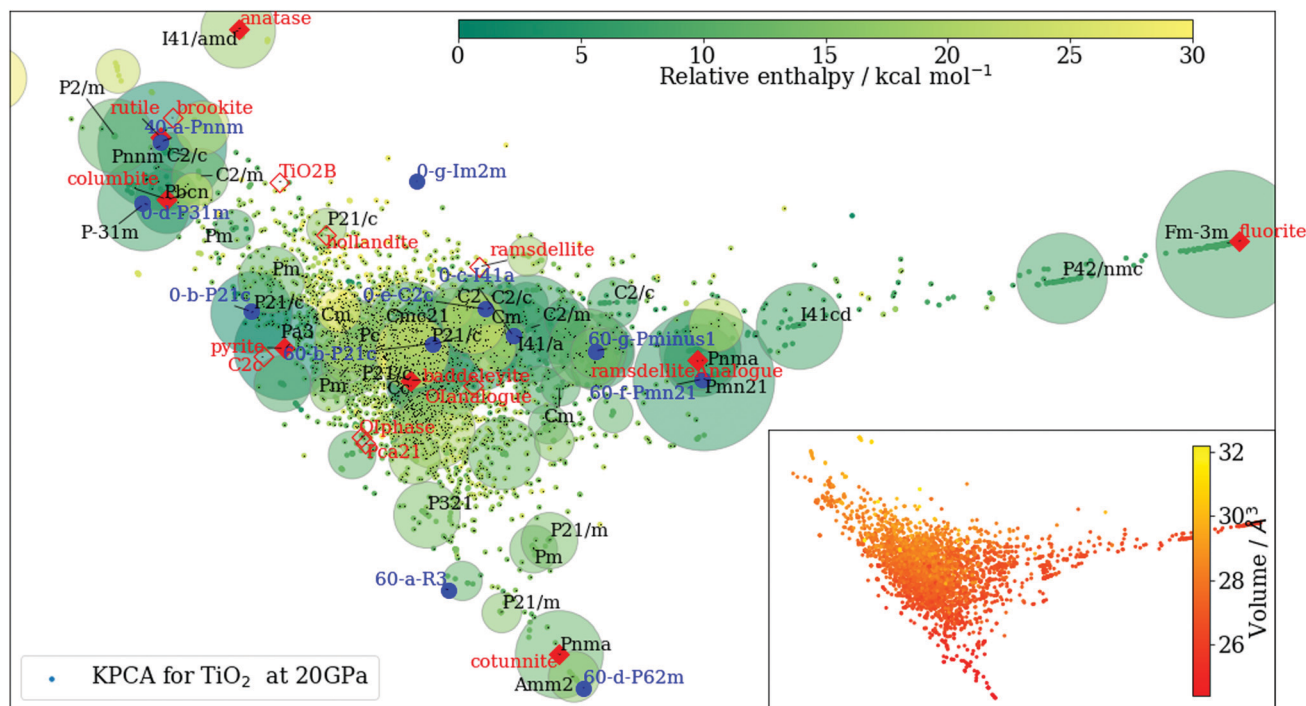 anatase
I41/amd
0 5 10 15 20 25 30
Relative enthalpy / kcal mol⁻¹
P2/m
rutile brookite
40-a-Pnnm
Pnnm C2/c
columbite C2/m
Pbcn
TiO2B
0-g-Im2m
0-d-P31m
P-31m
Pm
P21/c
hollandite
ramsdellite
Fm-3m fluorite
Pm
0-c-I41a
P42/nmc
0-b-P21c
P21/c
0-e-C2c
C2 C2/c
C2/c
Cm
Cmc21
Cm
C2/m
I41cd
Pa3
Pc
P21/c
I41/a
pyrite
C2c
60-b-P21c
60-g-Pminus1
Pnma
P21/c
baddeleyite
ramsdelliteAnalogue
Pm
Cc
OIanalogue
60-f-Pmn21
Pmn21
Cm
OIphase
Pca21
P321
P21/m
Pm
60-a-R3
P21/m
Pnma
cotunnite
Amm2
60-d-P62m
KPCA for TiO₂ at 20GPa
32
30
28
26
Volume / Å³